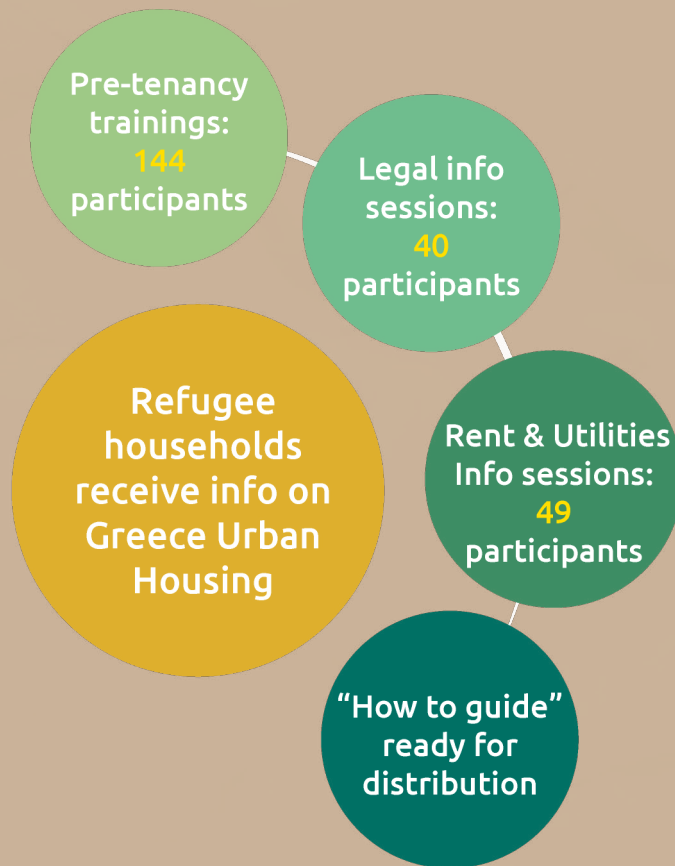 Pre-tenancy
trainings:
144
participants
Legal info
sessions:
40
participants
Refugee
households
receive info on
Greece Urban
Housing
Rent & Utilities
Info sessions:
49
participants
“How to guide”
ready for
distribution